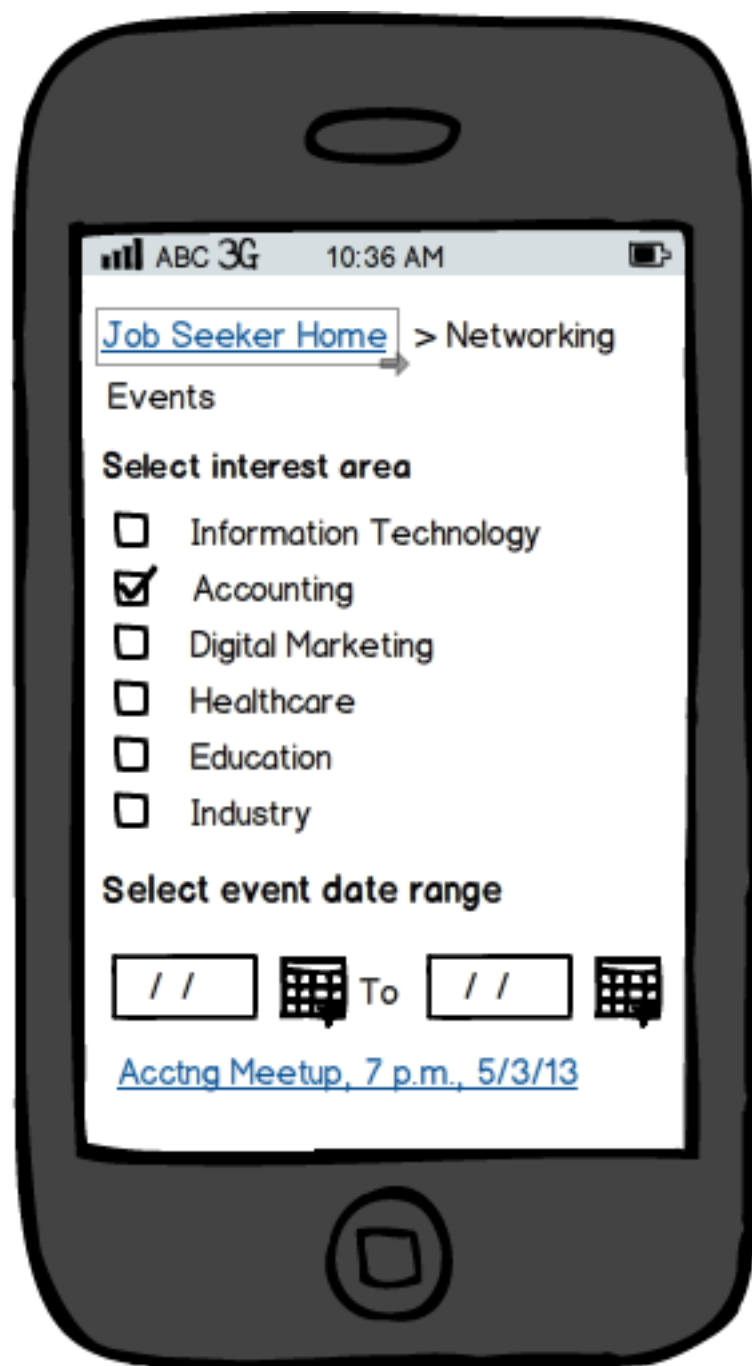 ABC 3G 10:36 AM
Job Seeker Home > Networking
Events
Select interest area
Information Technology
Accounting
Digital Marketing
Healthcare
Education
Industry
Select event date range
/ / To / /
Acctng Meetup, 7 p.m., 5/3/13